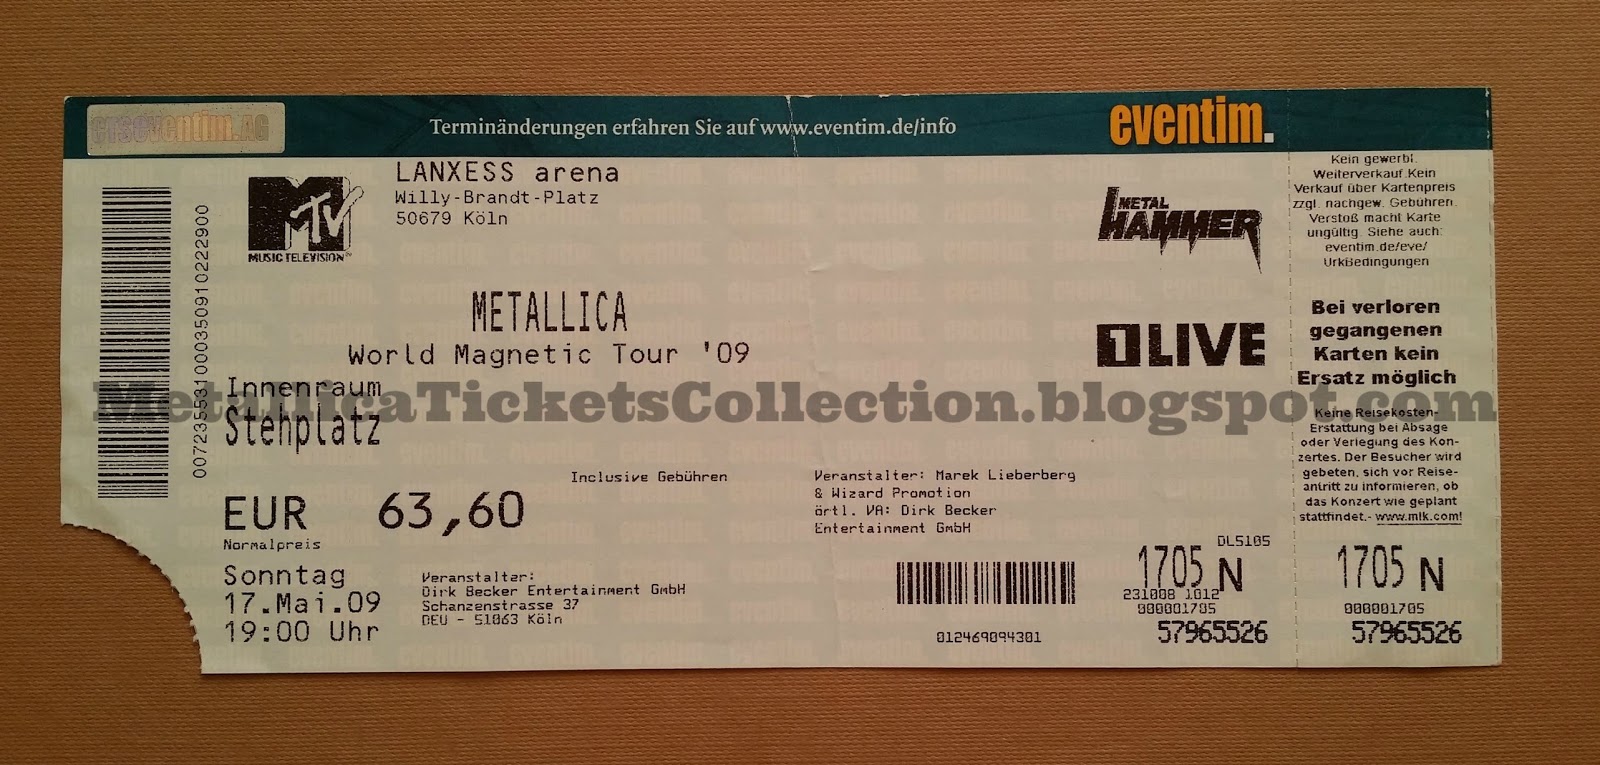 eventim.AG
Terminänderungen erfahren Sie auf www.eventim.de/info
eventim.
007235531000350910222900
MTV
MUSIC TELEVISION
LANXESS arena
Willy-Brandt-Platz
50679 Köln
METAL
HAMMER
METALLICA
World Magnetic Tour '09
1LIVE
MetallicaTicketsCollection.blogspot.com
Innenraum
Stehplatz
Inclusive Gebühren
EUR 63,60
Normalpreis
Sonntag
17.Mai.09
19:00 Uhr
Veranstalter:
Dirk Becker Entertainment GmbH
Schanzenstrasse 37
DEU - 51063 Köln
Veranstalter: Marek Lieberberg
& Wizard Promotion
örtl. VA: Dirk Becker
Entertainment GmbH
012469094301
DL5105
1705 N
231008 1012
000001705
57965526
Kein gewerbl.
Weiterverkauf.Kein
Verkauf über Kartenpreis
zzgl. nachgew. Gebühren.
Verstoß macht Karte
ungültig. Siehe auch:
eventim.de/eve/
UrkBedingungen
Bei verloren
gegangenen
Karten kein
Ersatz möglich
Keine Reisekosten-
Erstattung bei Absage
oder Verlegung des Kon-
zertes. Der Besucher wird
gebeten, sich vor Reise-
antritt zu informieren, ob
das Konzert wie geplant
stattfindet.- www.mlk.com!
1705 N
000001705
57965526